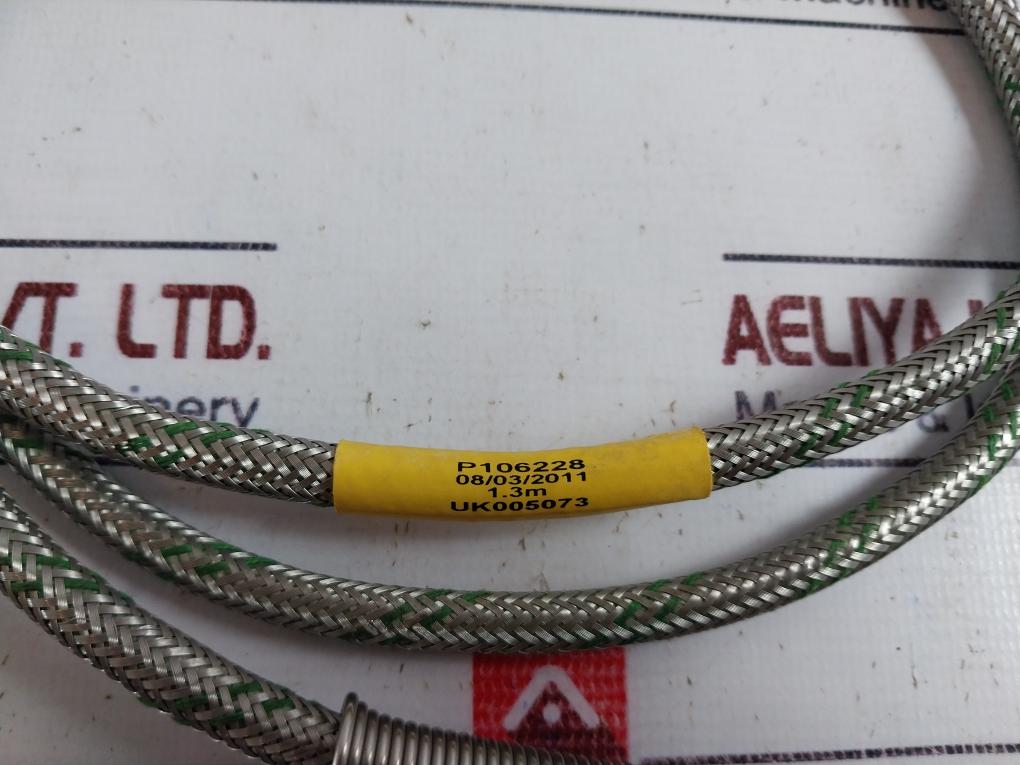 VT. LTD.
AELIYA
P106228
08/03/2011
1.3m
UK005073